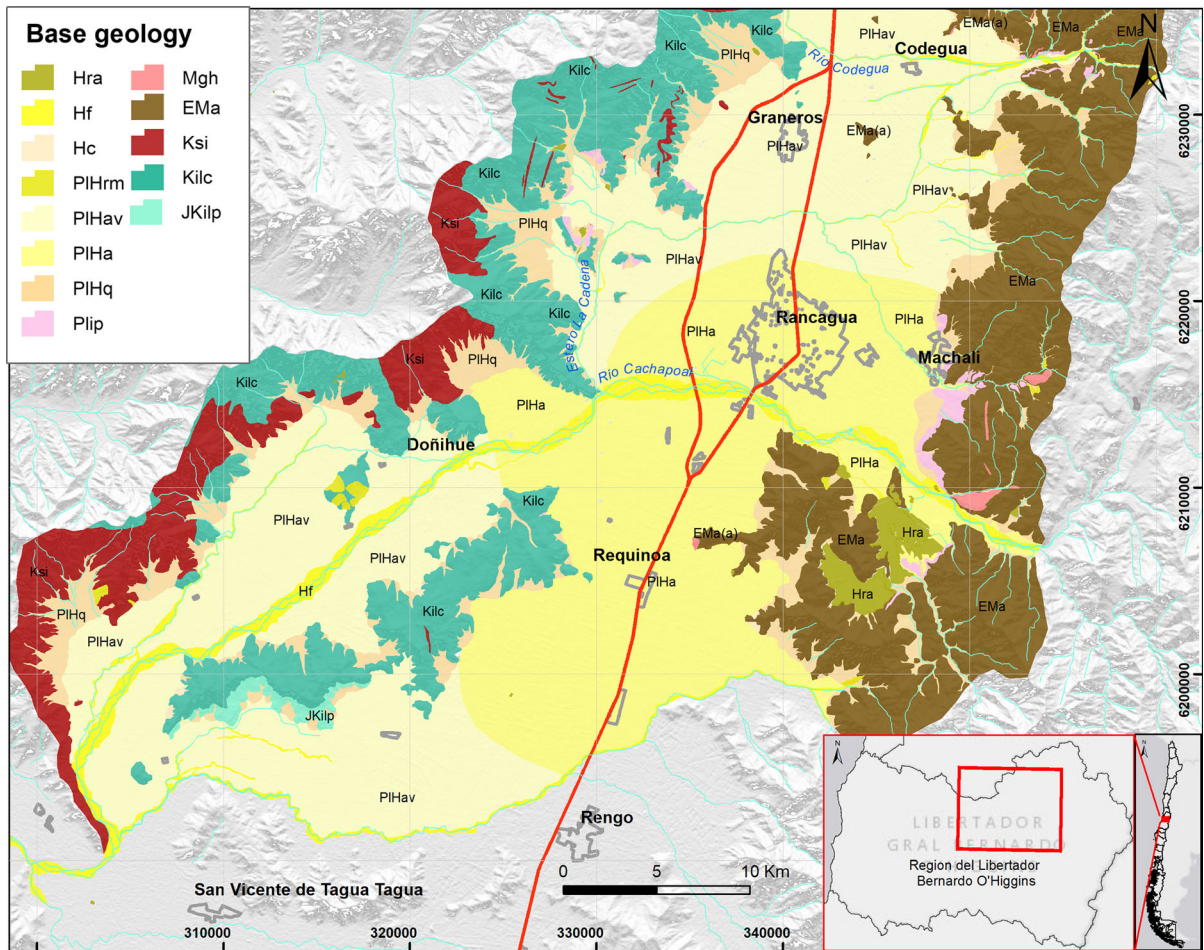 Base geology
Hra
Hf
Hc
PlHrm
PlHav
PlHa
PlHq
Plip
Mgh
EMa
Ksi
Kilc
JKilp
Kilc
Kilc
PlHq
Kilc
Río Codegua
PlHav
EMa(a)
EMa
EMa
Codegua
N
Graneros
PlHav
EMa(a)
Kilc
Ksi
PlHq
PlHav
PlHav
PlHav
Kilc
EMa
Estero La Cadena
Kilc
Ksi
PlHq
PlHa
Rancagua
PlHa
Machali
Rio Cachapoal
Kilc
PlHa
Doñihue
PlHa
PlHav
Kilc
PlHav
EMa(a)
EMa
Hra
Requinoa
PlHa
Hf
Ksi
PlHq
PlHav
Kilc
Hra
EMa
JKilp
PlHav
Rengo
San Vicente de Tagua Tagua
0 5 10 Km
6230000
6220000
6210000
6200000
310000 320000 330000 340000
N
LIBERTADOR
GRAL BERNARDO
Region del Libertador
Bernardo O'Higgins
N